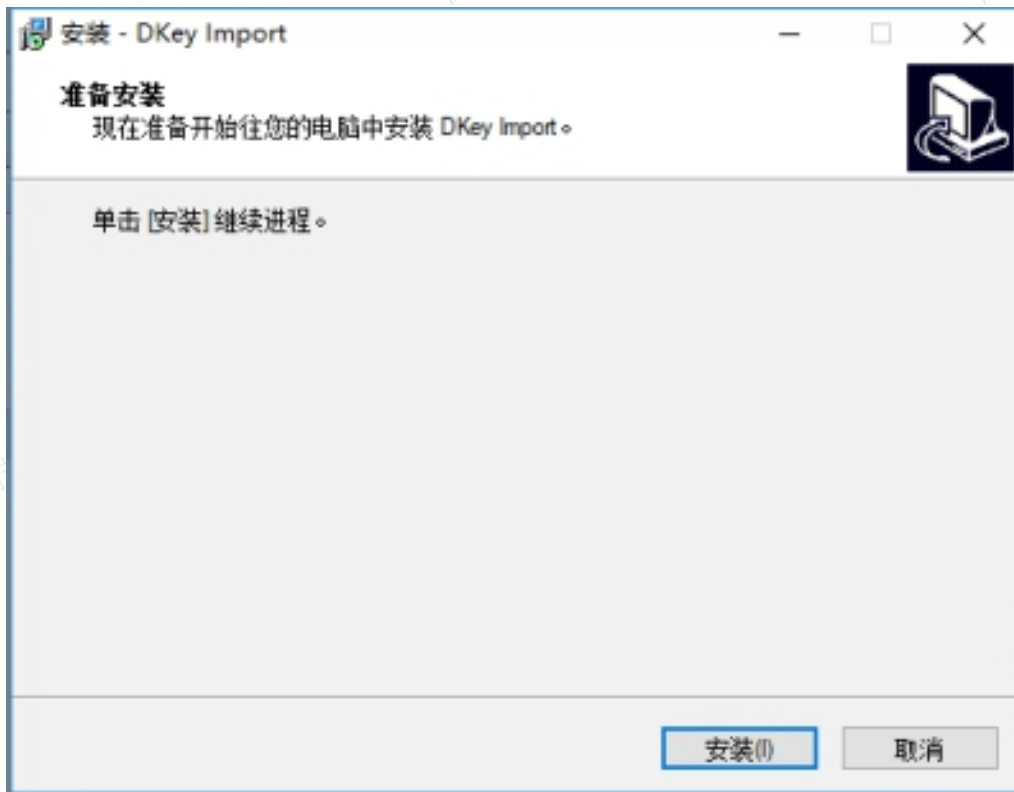 安装 - DKey Import
准备安装
现在准备开始往您的电脑中安装 DKey Import。
单击 [安装] 继续进程。
安装(I)
取消